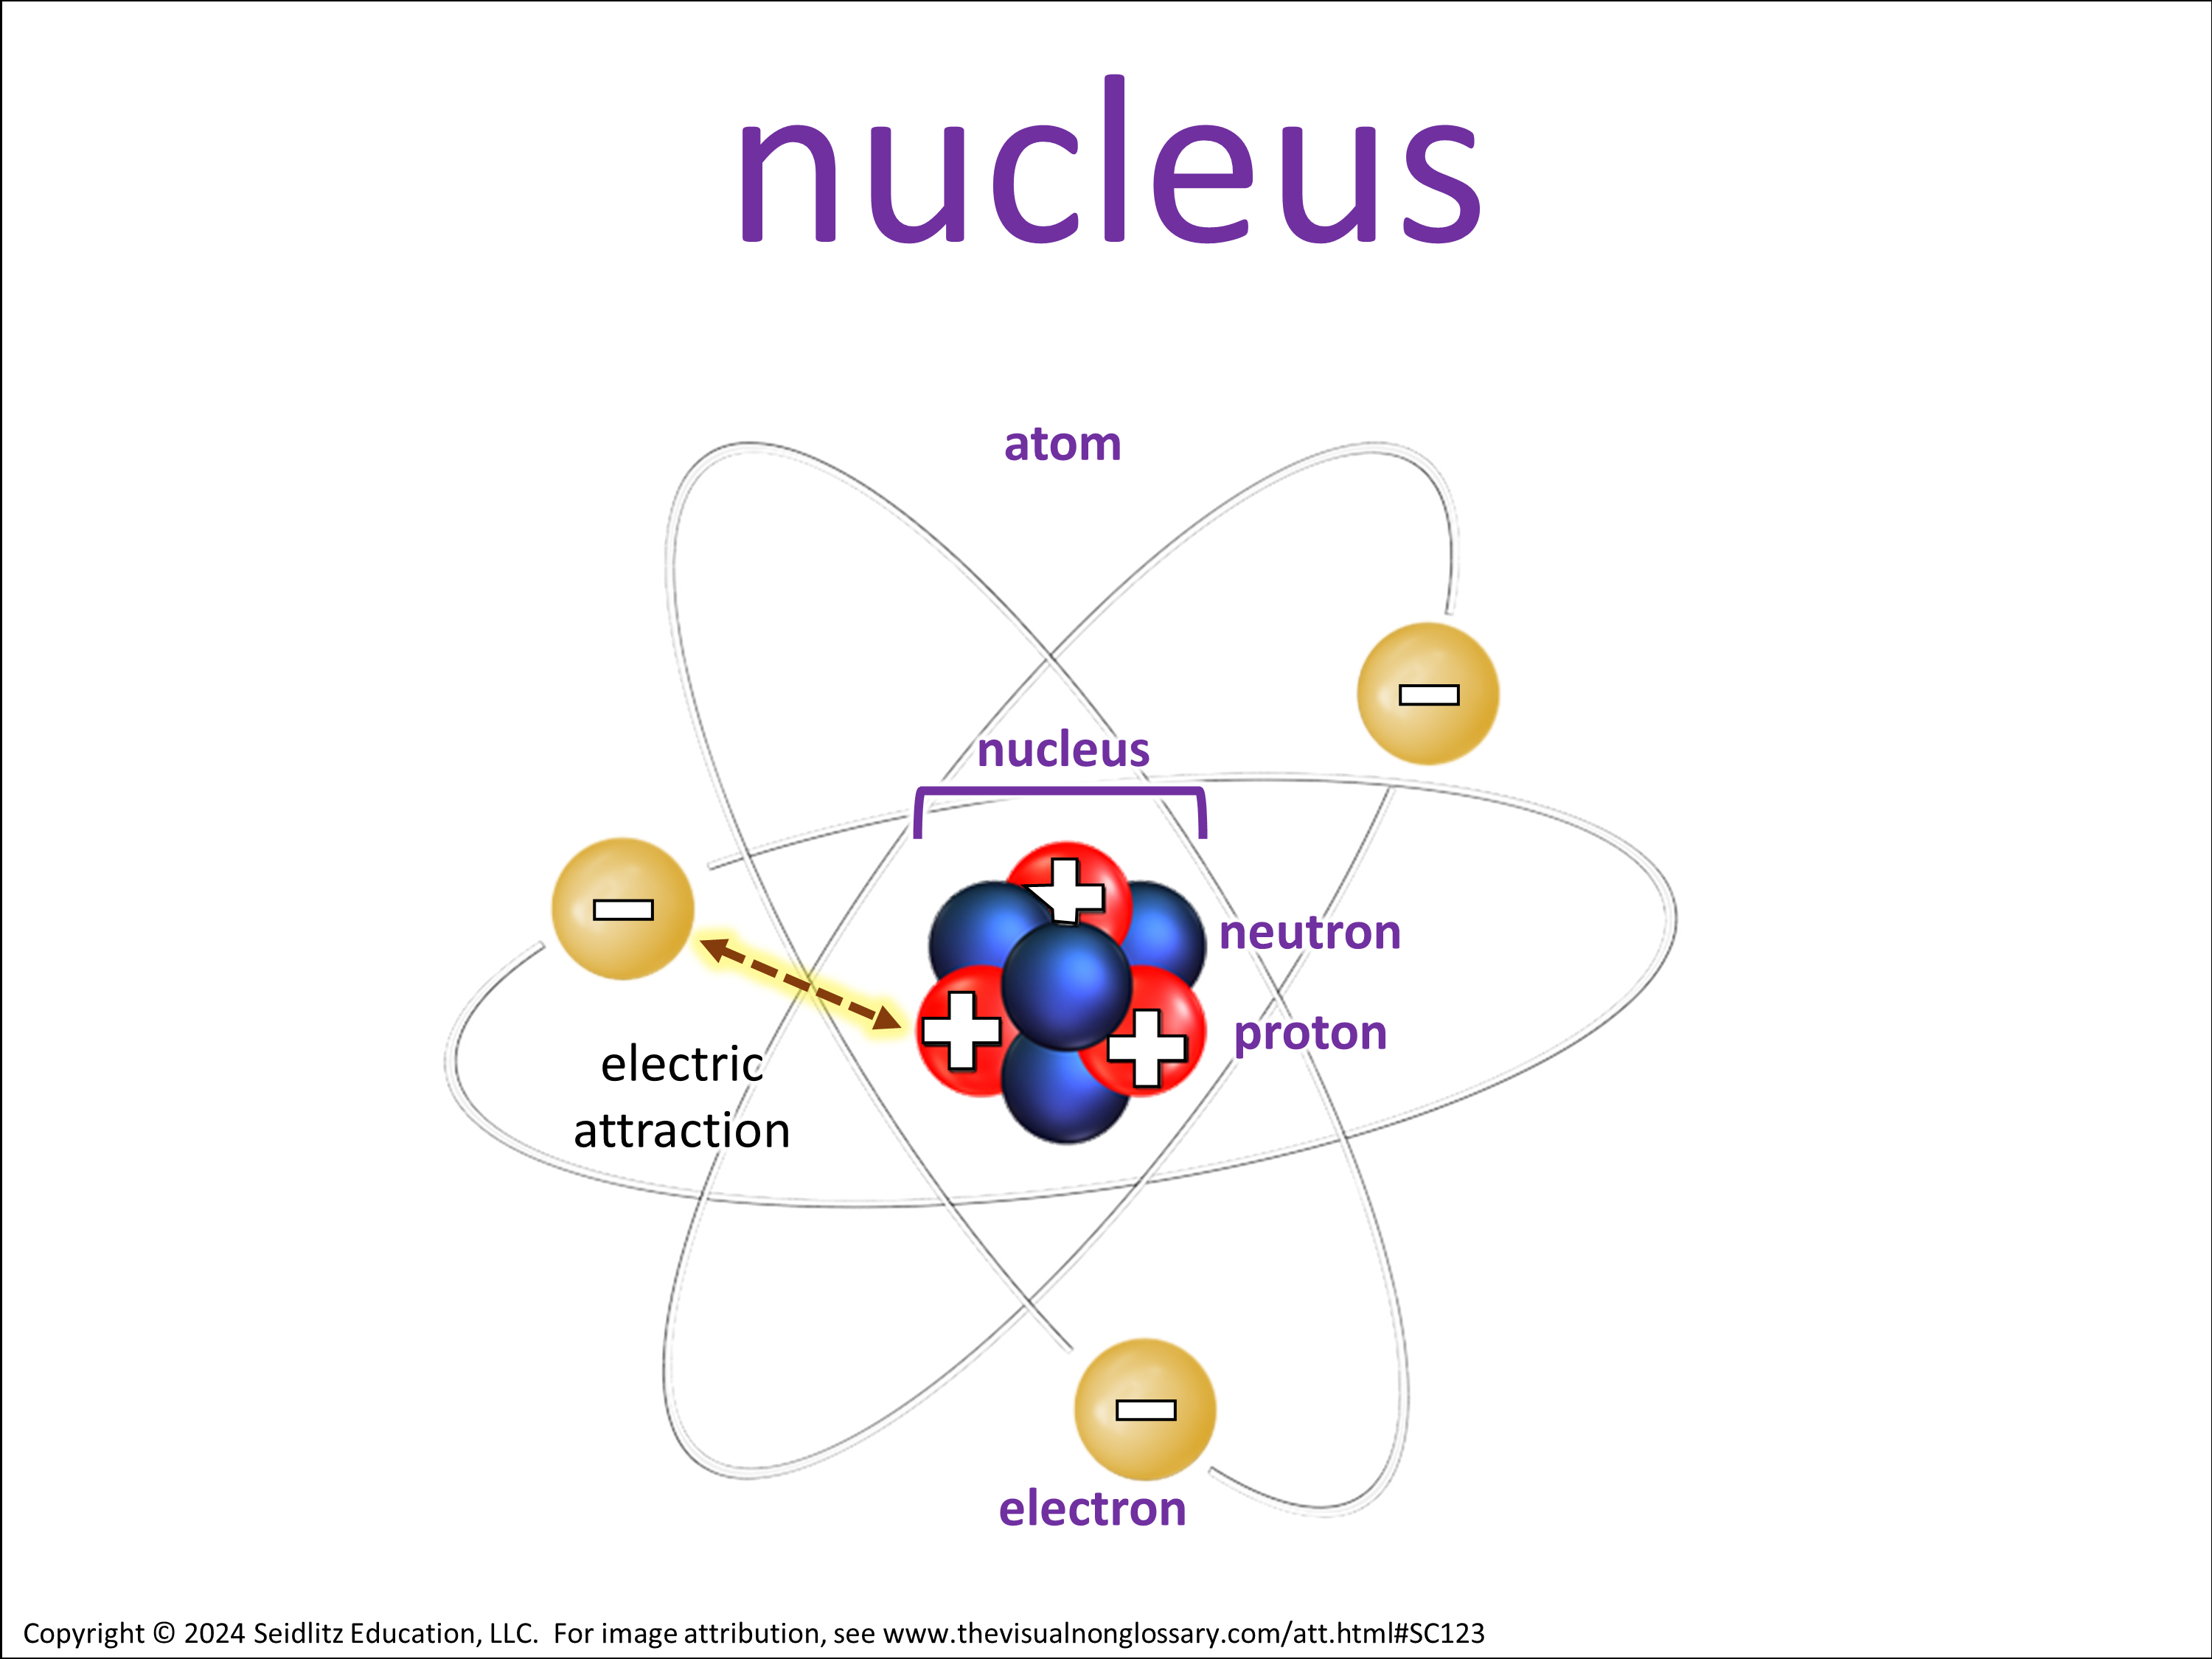 nucleus
atom
nucleus
neutron
proton
electric
attraction
electron
Copyright © 2024 Seidlitz Education, LLC.  For image attribution, see www.thevisualnonglossary.com/att.html#SC123